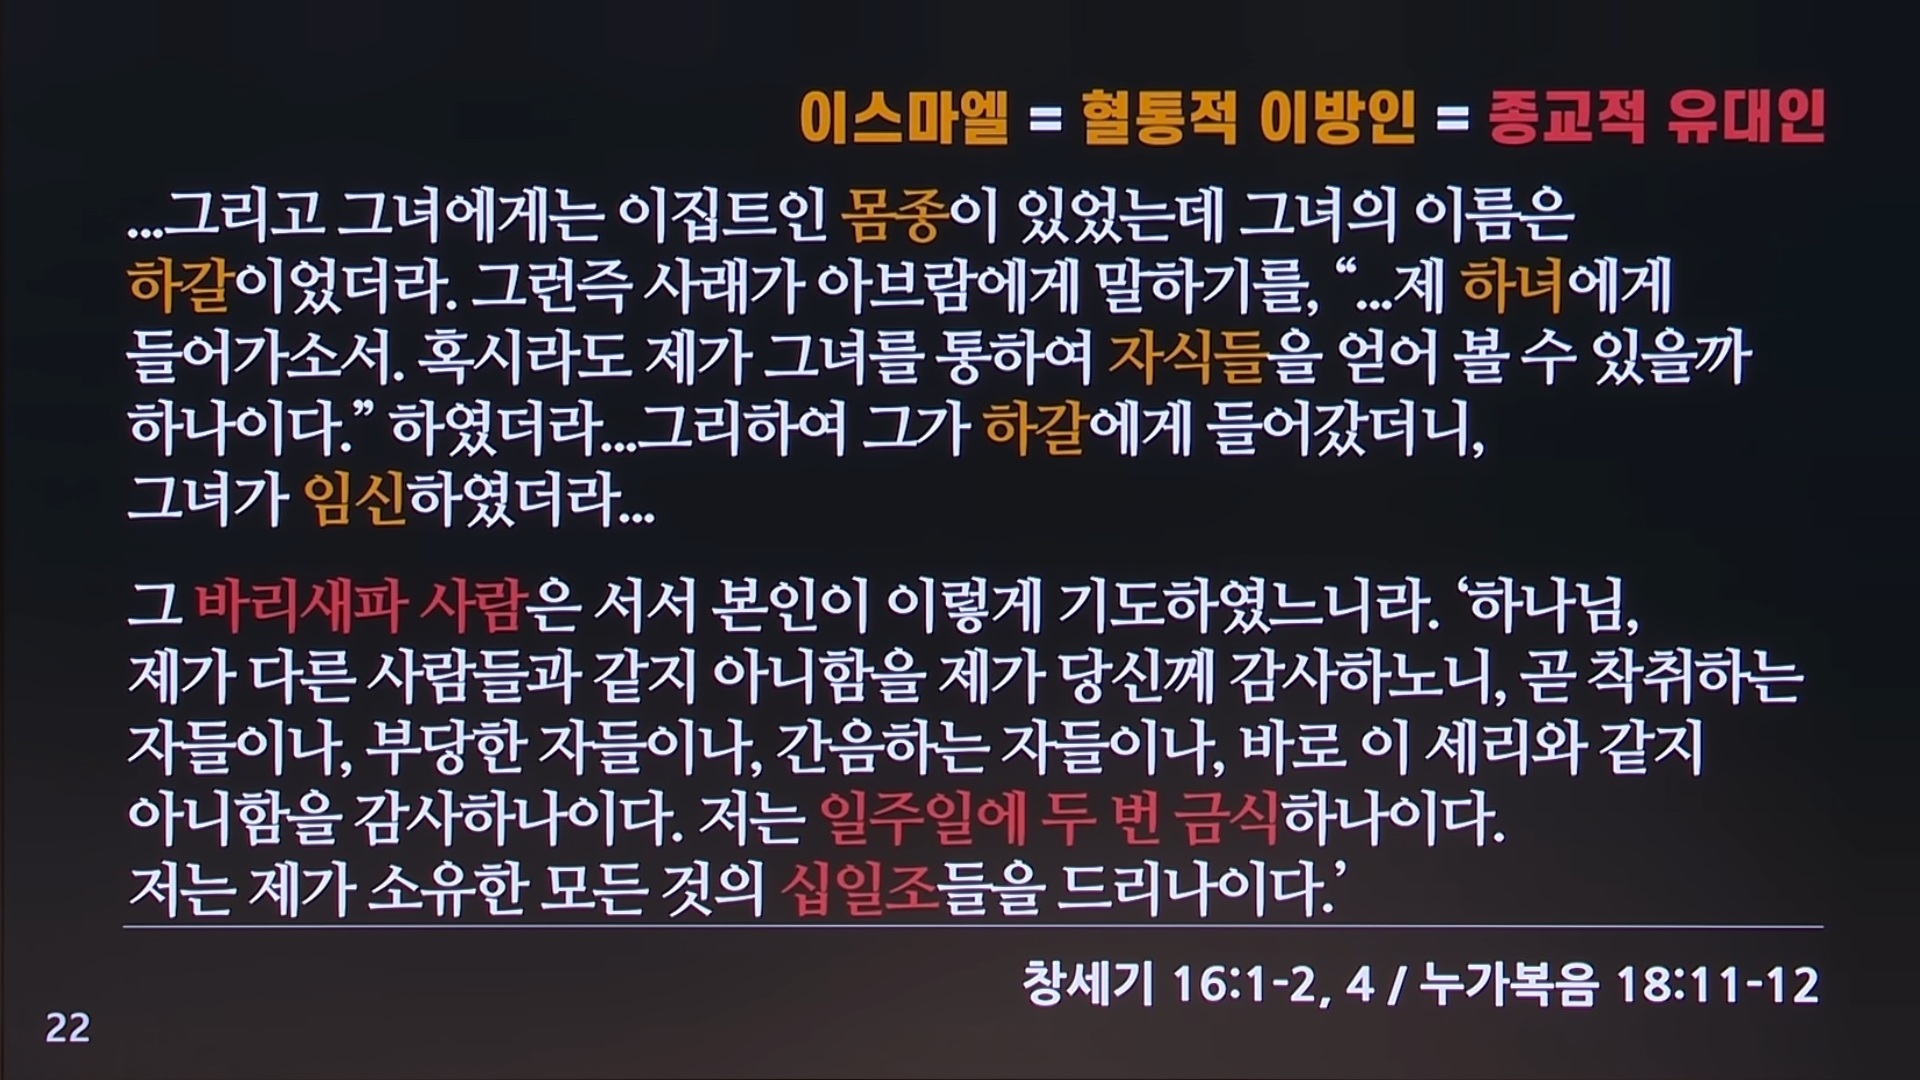 이스마엘 = 혈통적 이방인 = 종교적 유대인
...그리고 그녀에게는 이집트인 몸종이 있었는데 그녀의 이름은
하갈이었더라. 그런즉 사래가 아브람에게 말하기를, “...제 하녀에게
들어가소서. 혹시라도 제가 그녀를 통하여 자식들을 얻어 볼 수 있을까
하나이다.” 하였더라...그리하여 그가 하갈에게 들어갔더니,
그녀가 임신하였더라...
그 바리새파 사람은 서서 본인이 이렇게 기도하였느니라. ‘하나님,
제가 다른 사람들과 같지 아니함을 제가 당신께 감사하노니, 곧 착취하는
자들이나, 부당한 자들이나, 간음하는 자들이나, 바로 이 세리와 같지
아니함을 감사하나이다. 저는 일주일에 두 번 금식하나이다.
저는 제가 소유한 모든 것의 십일조들을 드리나이다.’
창세기 16:1-2, 4 / 누가복음 18:11-12
22